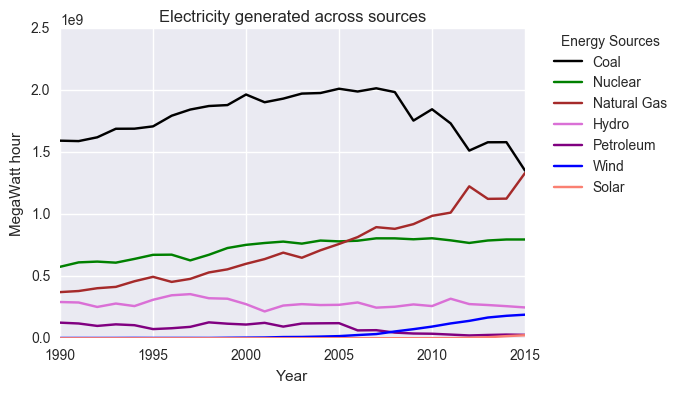 Electricity generated across sources
1e9
2.5
2.0
1.5
1.0
0.5
0.0
MegaWatt hour
1990 1995 2000 2005 2010 2015
Year
Energy Sources
Coal
Nuclear
Natural Gas
Hydro
Petroleum
Wind
Solar